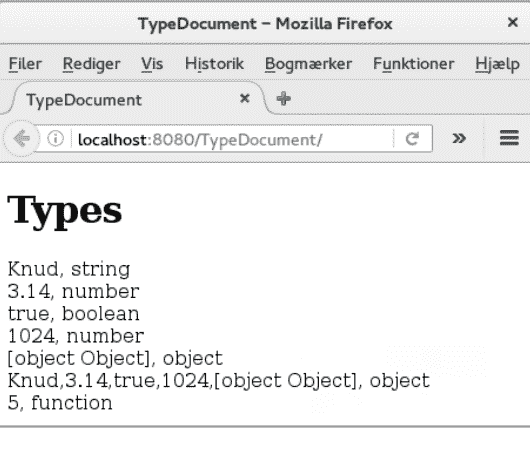 TypeDocument – Mozilla Firefox ×
Filer Rediger Vis Historik Bogmærker Funktioner Hjælp
TypeDocument × +
localhost:8080/TypeDocument/
Types
Knud, string
3.14, number
true, boolean
1024, number
[object Object], object
Knud,3.14,true,1024,[object Object], object
5, function